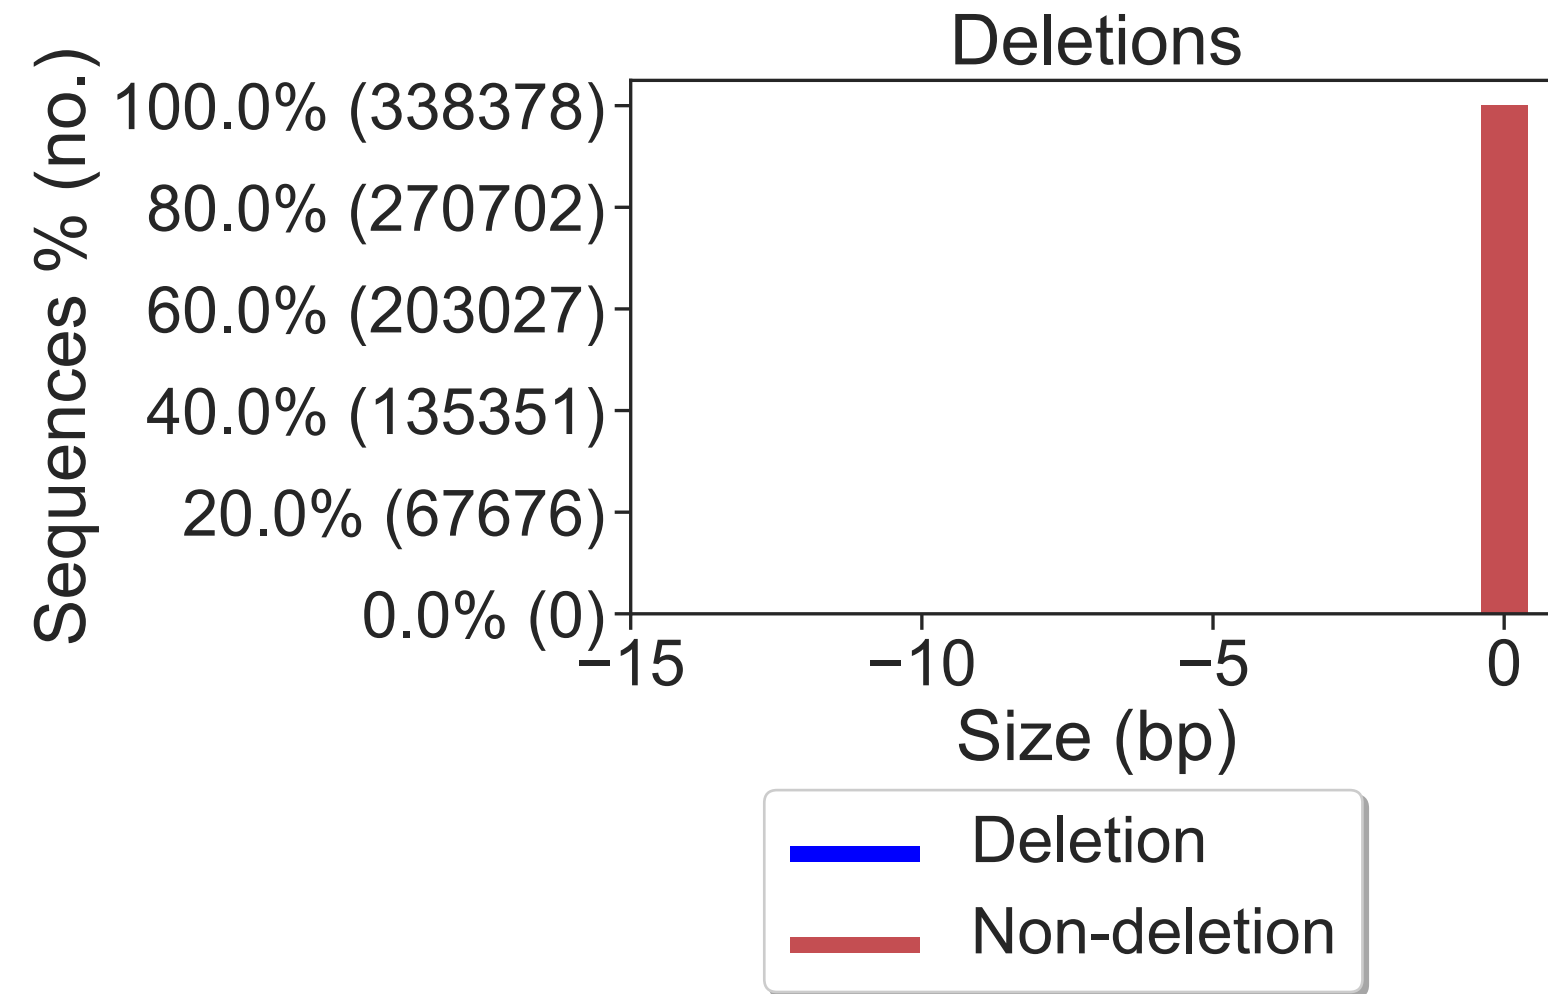 Deletions
Sequences % (no.)
100.0% (338378)
80.0% (270702)
60.0% (203027)
40.0% (135351)
20.0% (67676)
0.0% (0)
−15 −10 −5 0
Size (bp)
Deletion
Non-deletion